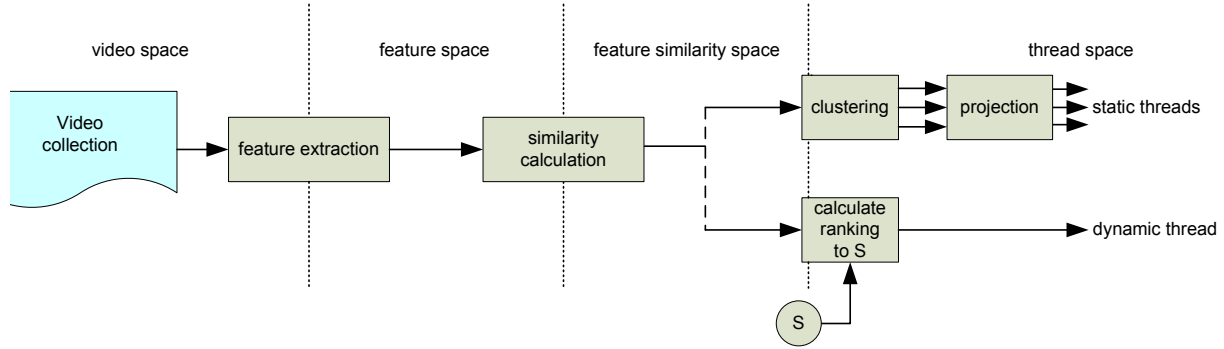 video space
feature space
feature similarity space
thread space
Video
collection
feature extraction
similarity
calculation
clustering
projection
static threads
calculate
ranking
to S
dynamic thread
S